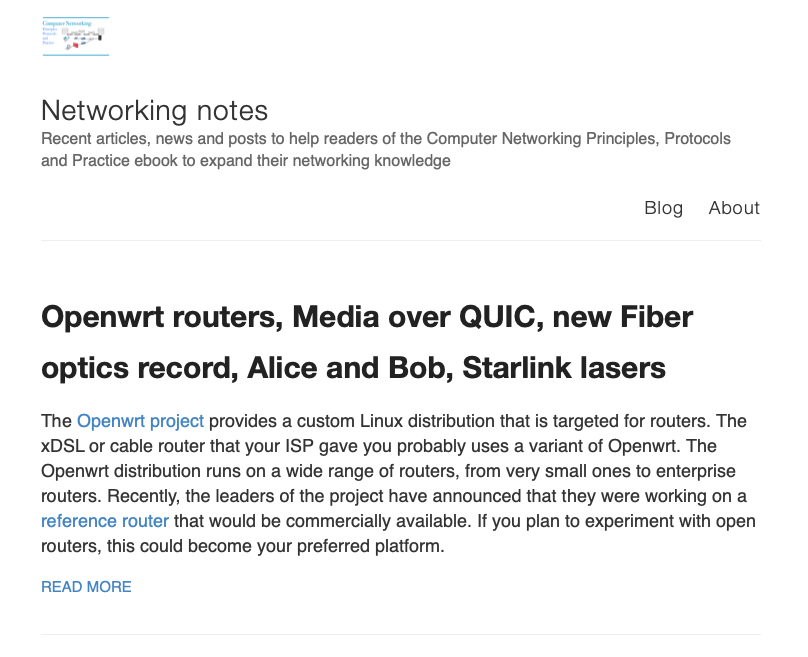 Computer Networking
Principles
Protocols
and
Practice
Networking notes
Recent articles, news and posts to help readers of the Computer Networking Principles, Protocols
and Practice ebook to expand their networking knowledge
Blog About
Openwrt routers, Media over QUIC, new Fiber
optics record, Alice and Bob, Starlink lasers
The Openwrt project provides a custom Linux distribution that is targeted for routers. The
xDSL or cable router that your ISP gave you probably uses a variant of Openwrt. The
Openwrt distribution runs on a wide range of routers, from very small ones to enterprise
routers. Recently, the leaders of the project have announced that they were working on a
reference router that would be commercially available. If you plan to experiment with open
routers, this could become your preferred platform.
READ MORE